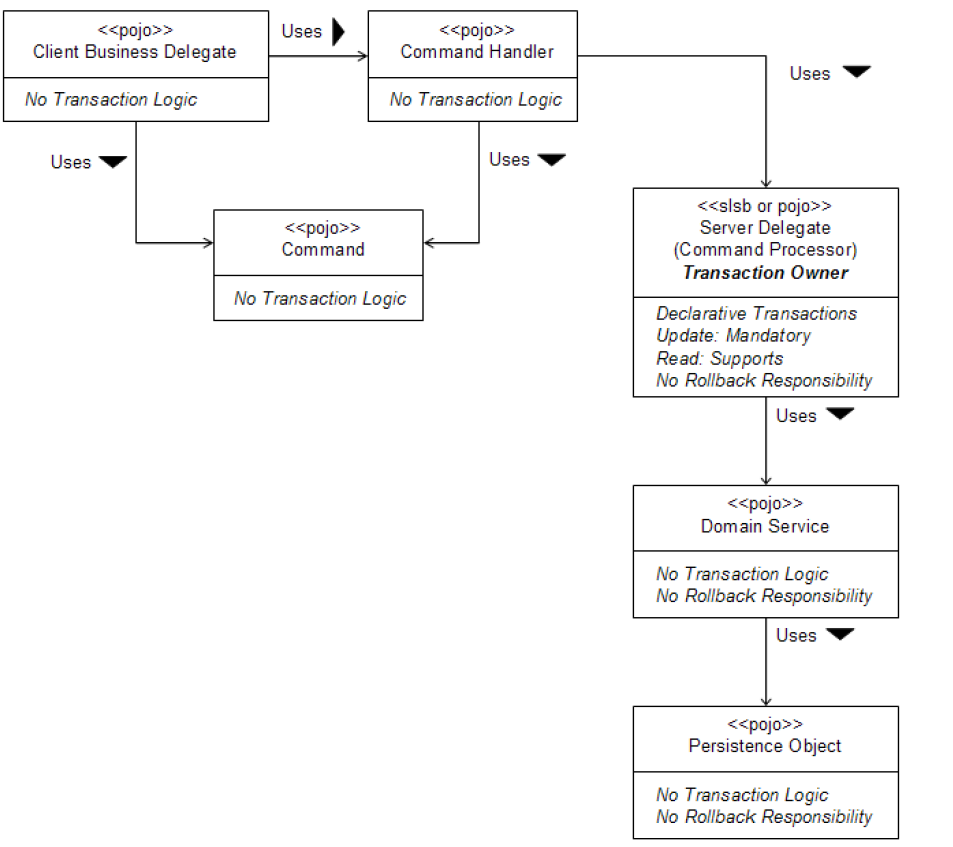 <<pojo>>
Client Business Delegate
No Transaction Logic
Uses
<<pojo>>
Command Handler
No Transaction Logic
Uses
Uses
Uses
<<pojo>>
Command
No Transaction Logic
<<slsb or pojo>>
Server Delegate
(Command Processor)
Transaction Owner
Declarative Transactions
Update: Mandatory
Read: Supports
No Rollback Responsibility
Uses
<<pojo>>
Domain Service
No Transaction Logic
No Rollback Responsibility
Uses
<<pojo>>
Persistence Object
No Transaction Logic
No Rollback Responsibility